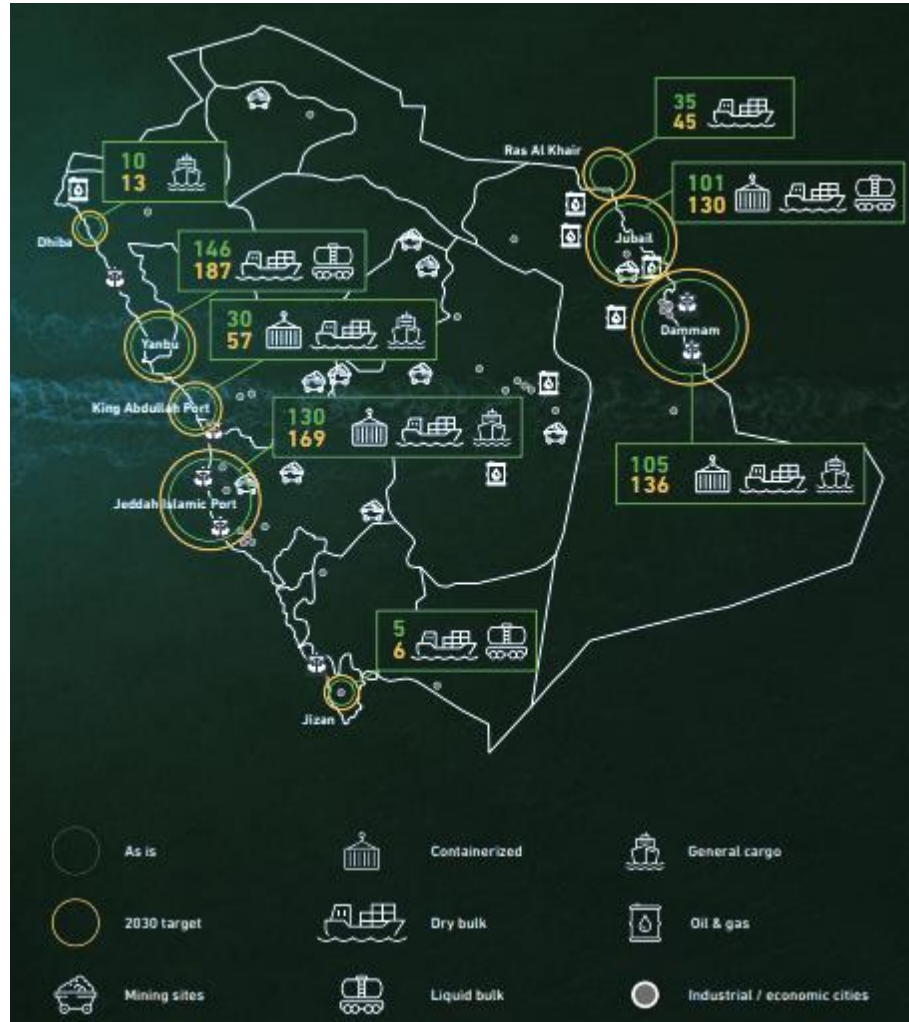 35
45
Ras Al Khair
10
13
101
130
Dhiba
Jubail
146
187
30
57
Yanbu
Dammam
King Abdullah Port
130
169
105
136
Jeddah Islamic Port
5
6
Jizan
As is
Containerized
General cargo
2030 target
Dry bulk
Oil & gas
Mining sites
Liquid bulk
Industrial / economic cities